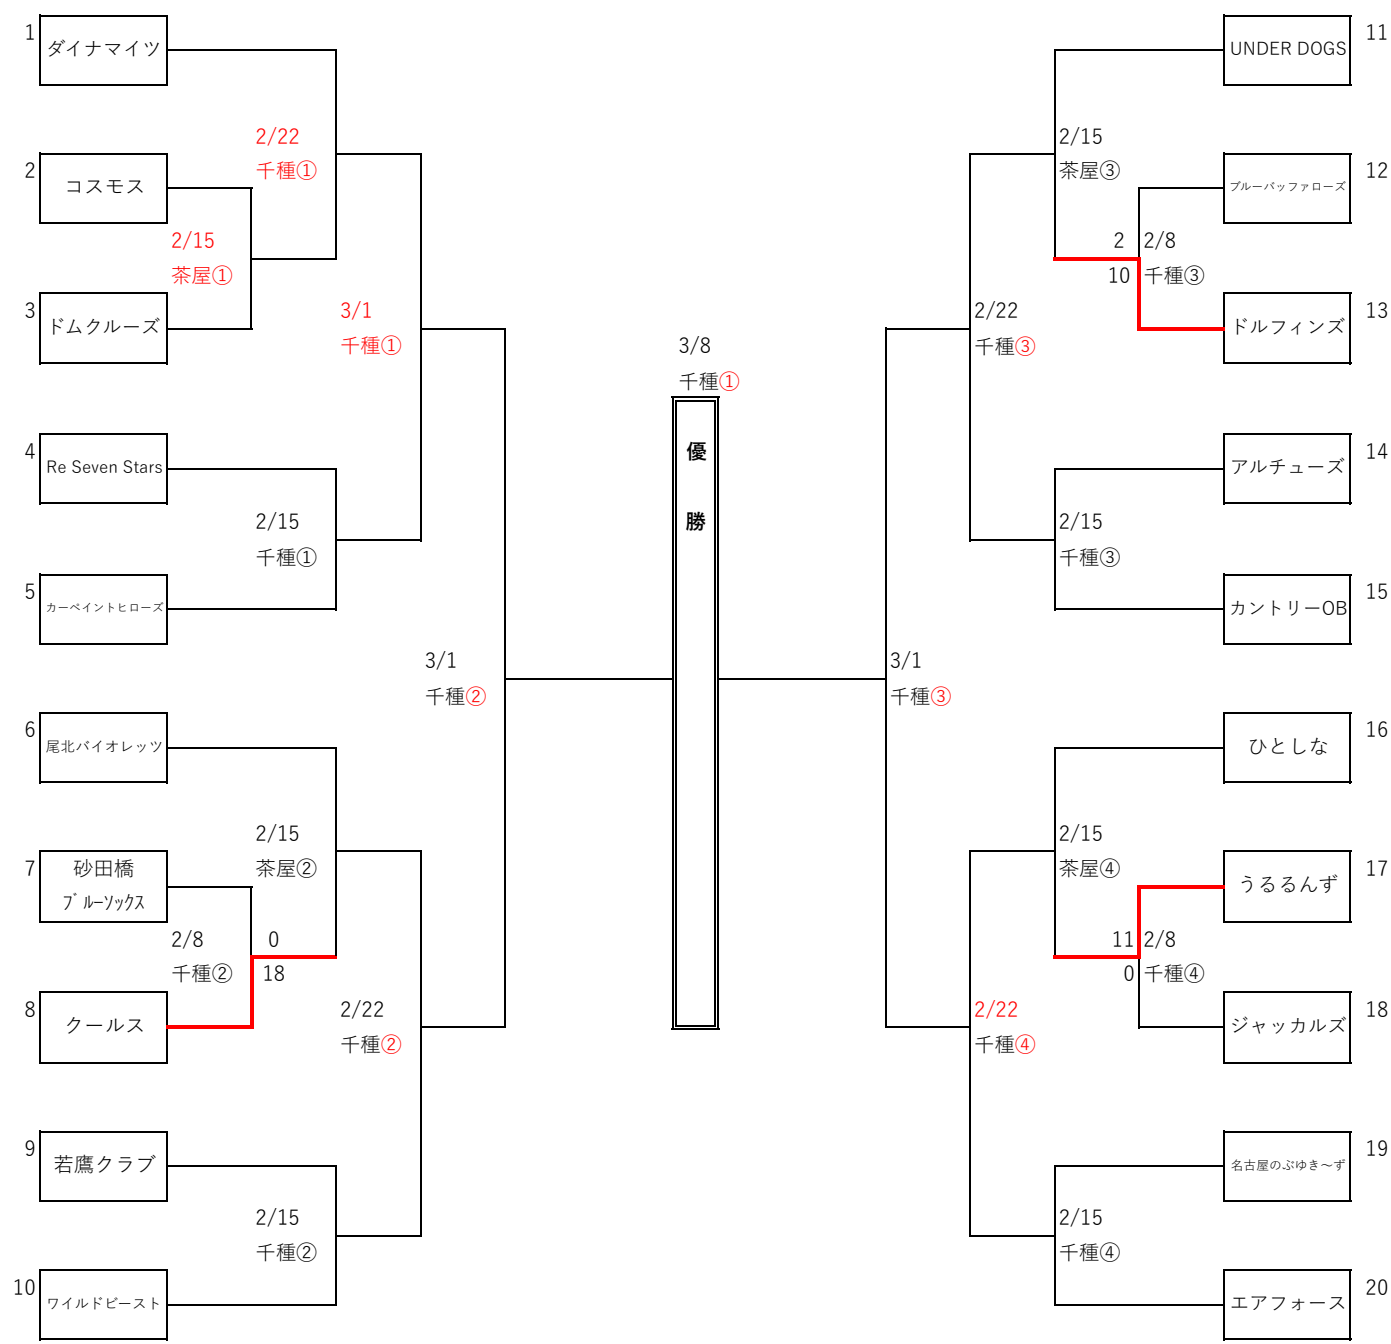 1
ダイナマイツ
2/22
千種①
2
コスモス
2/15
茶屋①
3
ドムクルーズ
3/1
千種①
4
Re Seven Stars
2/15
千種①
5
カーペイントヒローズ
3/1
千種②
6
尾北バイオレッツ
2/15
茶屋②
7
砂田橋
ブルーソックス
2/8
千種②
0
18
8
クールス
2/22
千種②
9
若鷹クラブ
2/15
千種②
10
ワイルドビースト
3/8
千種①
優
勝
11
UNDER DOGS
2/15
茶屋③
12
ブルーバッファローズ
2
10
2/8
千種③
13
ドルフィンズ
2/22
千種③
14
アルチューズ
2/15
千種③
15
カントリーOB
3/1
千種③
16
ひとしな
2/15
茶屋④
17
うるるんず
11
0
2/8
千種④
18
ジャッカルズ
2/22
千種④
19
名古屋のぶゆき～ず
2/15
千種④
20
エアフォース